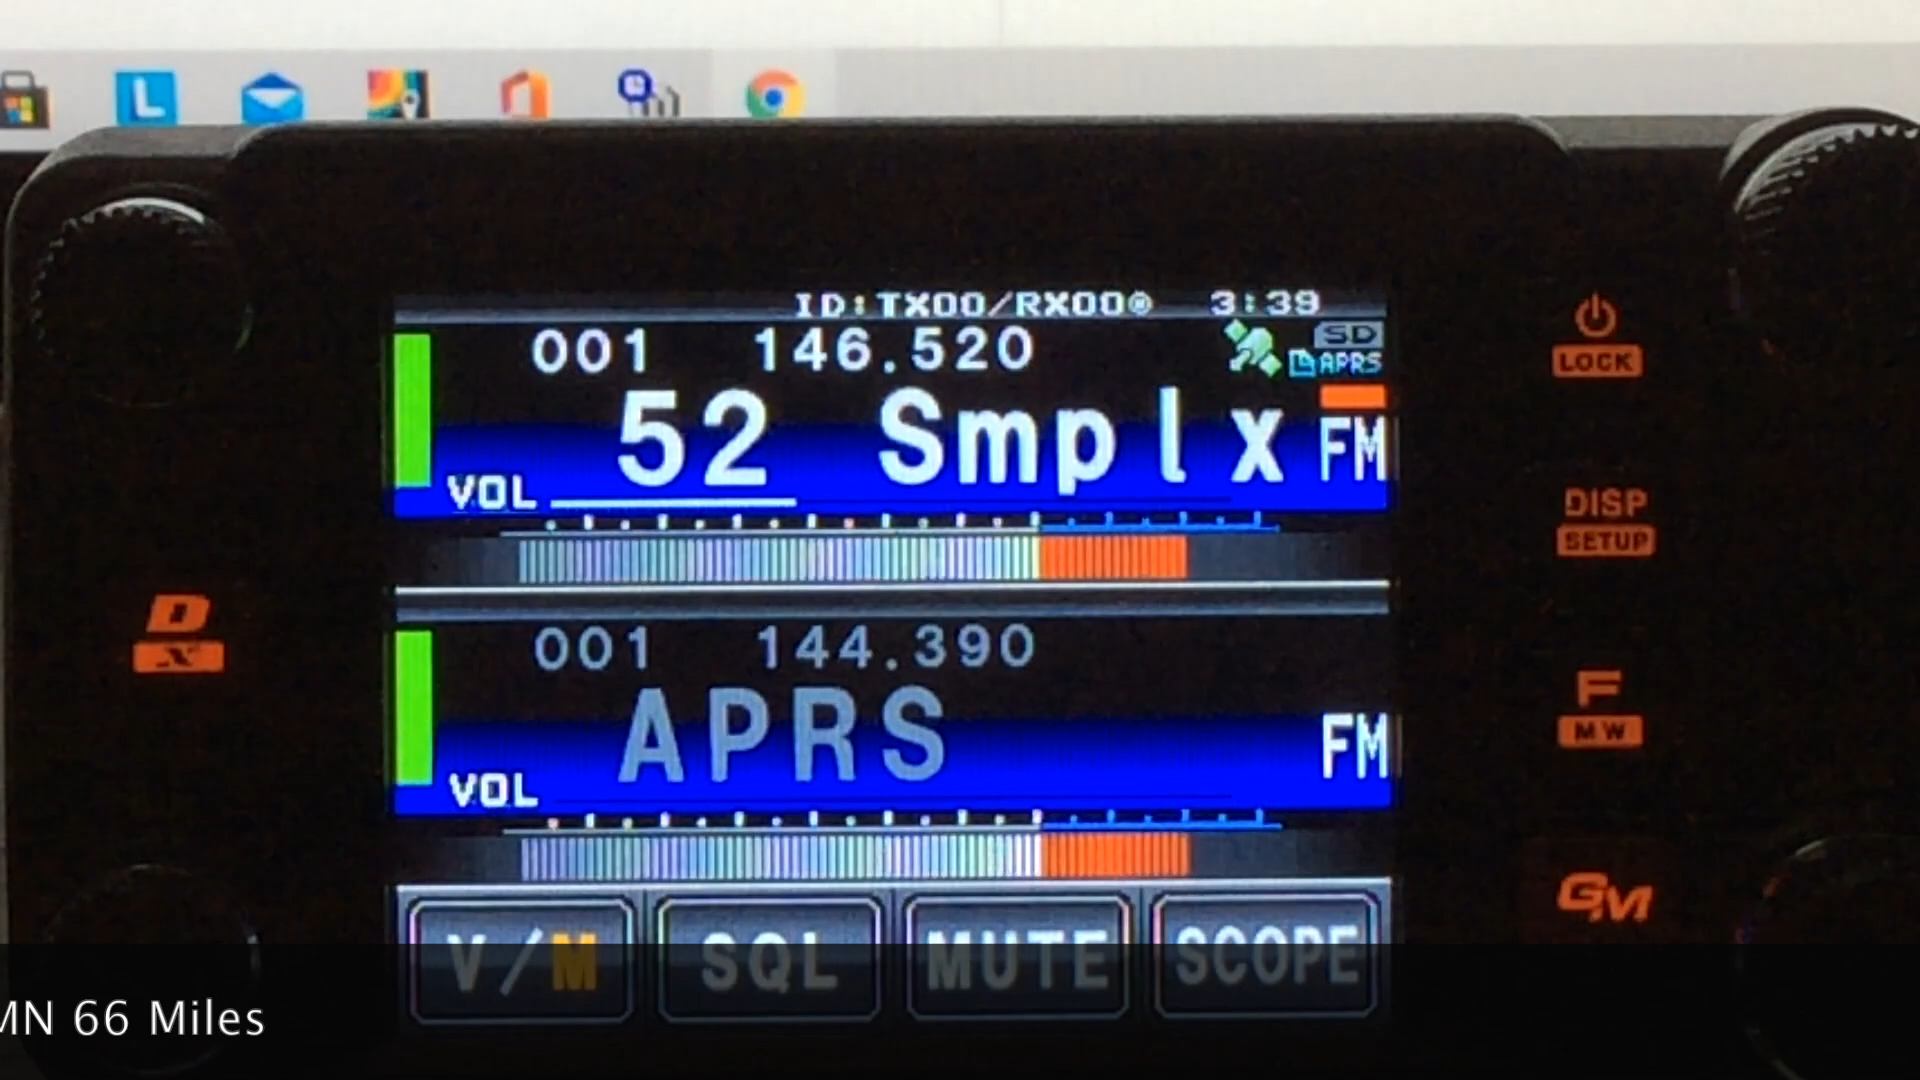 L
ID:TX00/RX00 3:39
001 146.520 SD
APRS
52 Smplx FM
VOL
001 144.390
APRS FM
VOL
V/M SQL MUTE SCOPE
D
X
LOCK
DISP
SETUP
F
MW
GM
MN 66 Miles